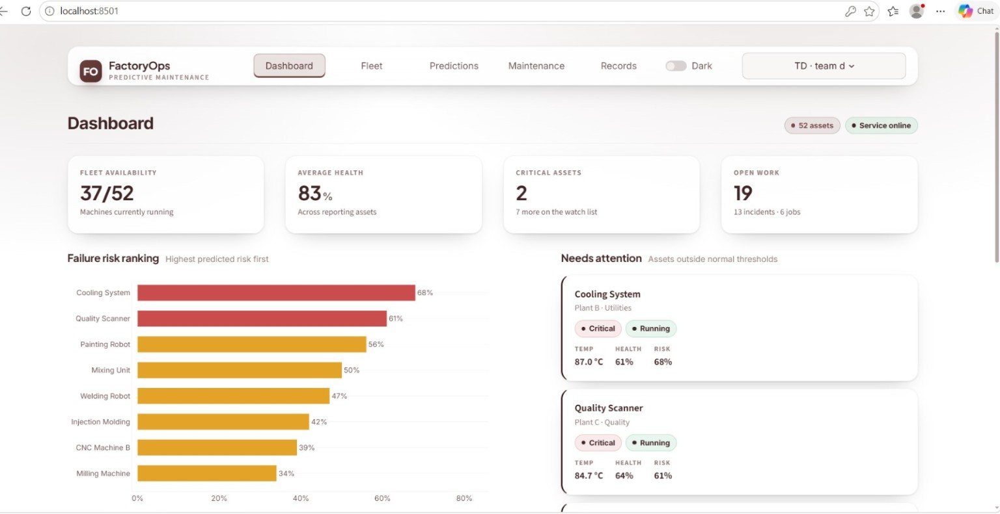 localhost:8501
Chat
FO
FactoryOps
PREDICTIVE MAINTENANCE
Dashboard
Fleet
Predictions
Maintenance
Records
Dark
TD · team d
Dashboard
52 assets
Service online
FLEET AVAILABILITY
37/52
Machines currently running
AVERAGE HEALTH
83%
Across reporting assets
CRITICAL ASSETS
2
7 more on the watch list
OPEN WORK
19
13 incidents · 6 jobs
Failure risk ranking Highest predicted risk first
Cooling System 68%
Quality Scanner 61%
Painting Robot 56%
Mixing Unit 50%
Welding Robot 47%
Injection Molding 42%
CNC Machine B 39%
Milling Machine 34%
0% 20% 40% 60% 80%
Needs attention Assets outside normal thresholds
Cooling System
Plant B · Utilities
Critical Running
TEMP HEALTH RISK
87.0 °C 61% 68%
Quality Scanner
Plant C · Quality
Critical Running
TEMP HEALTH RISK
84.7 °C 64% 61%